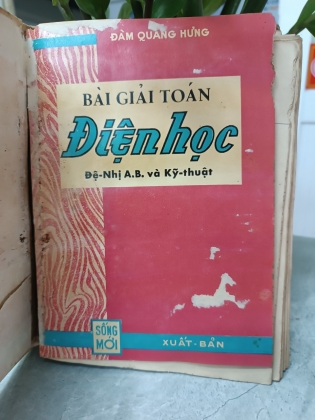 ĐÀM QUANG HƯNG
BÀI GIẢI TOÁN
Điện học
Đệ-Nhị A.B. và Kỹ-thuật
SỐNG
MỚI
XUẤT-BẢN